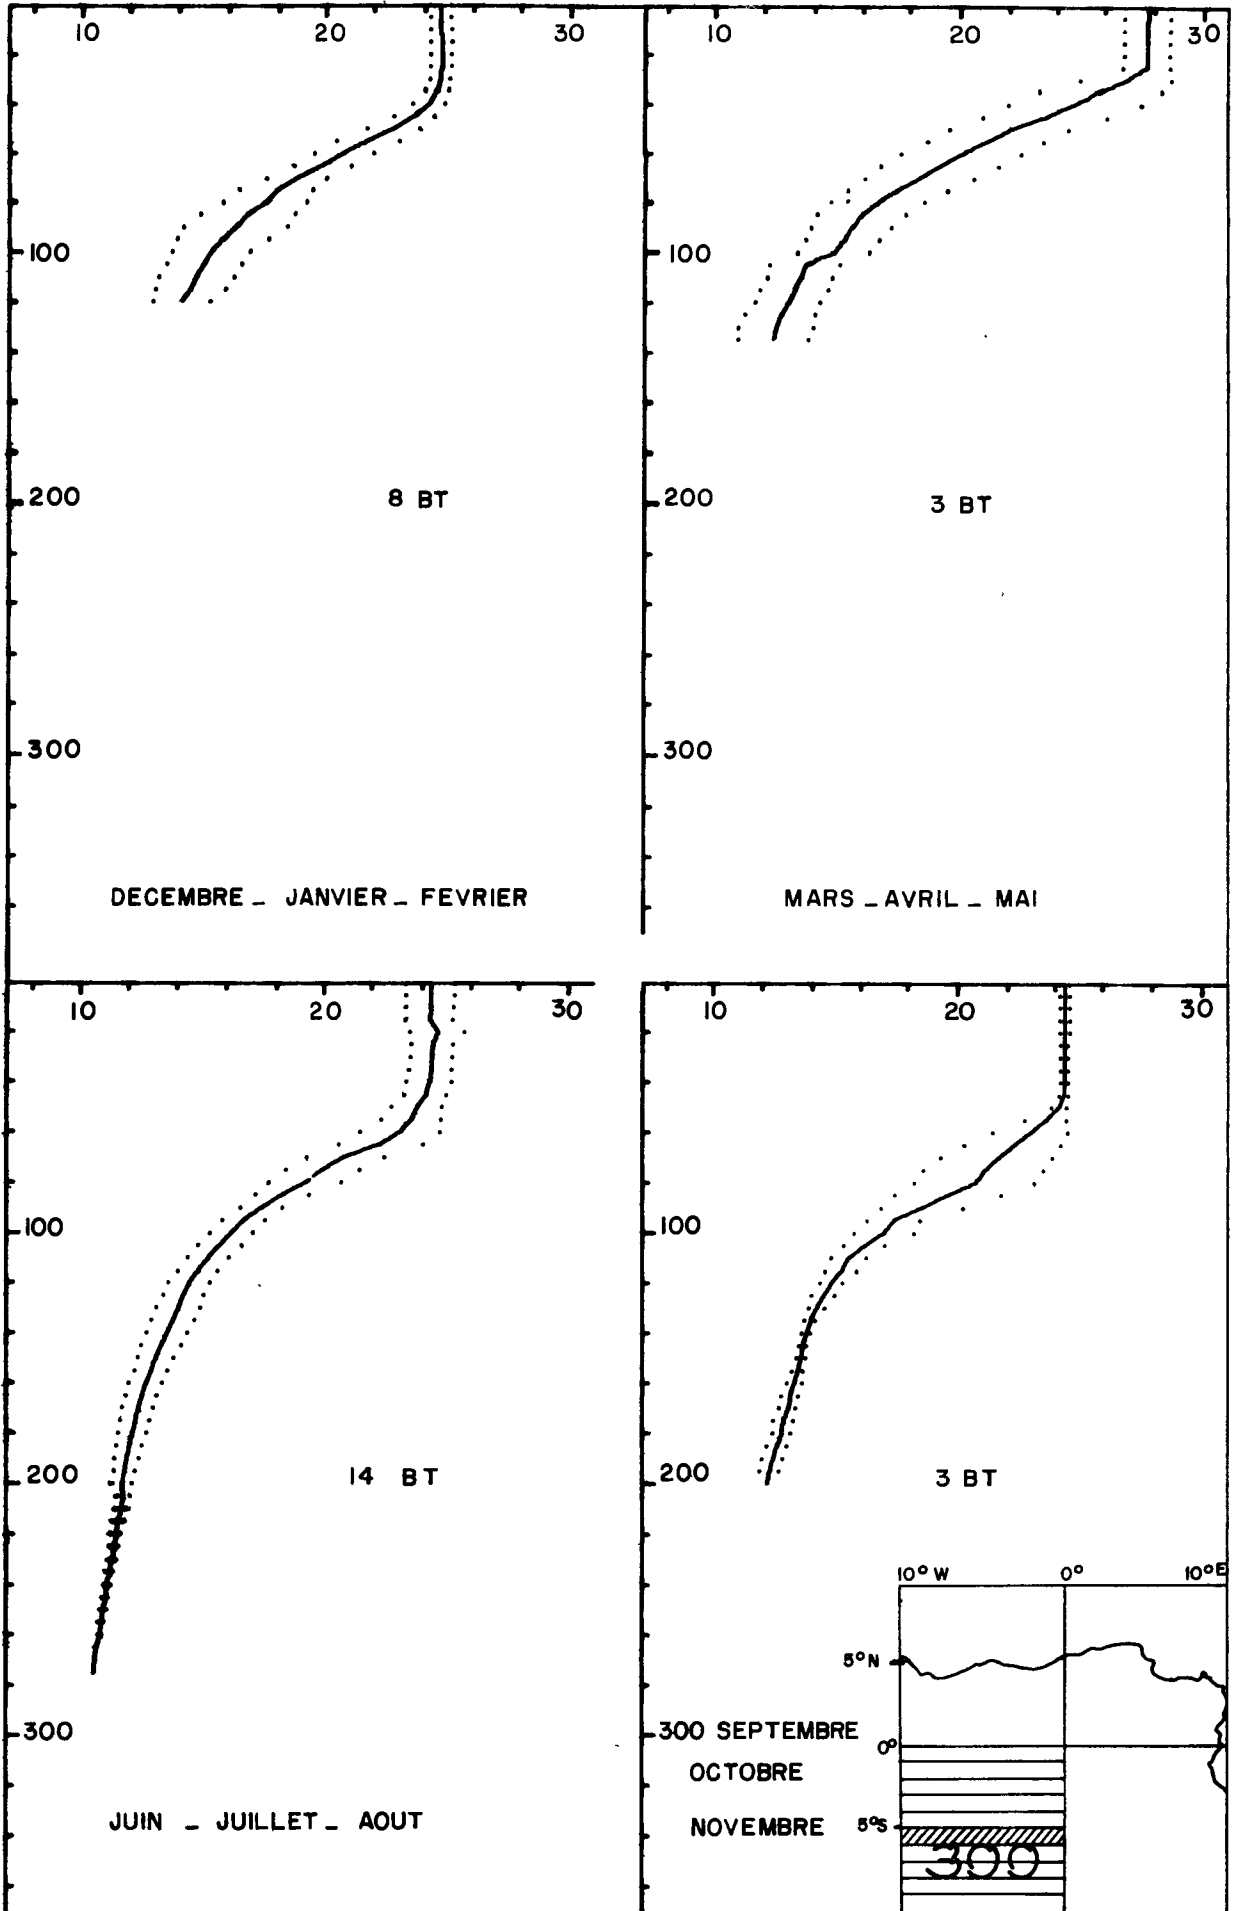 10 20 30
100
200
300
8 BT
DECEMBRE _ JANVIER _ FEVRIER
10 20 30
100
200
300
3 BT
MARS _ AVRIL _ MAI
10 20 30
100
200
300
14 BT
JUIN _ JUILLET _ AOUT
10 20 30
100
200
3 BT
300 SEPTEMBRE
OCTOBRE
NOVEMBRE
10° W 0° 10° E
5° N
0°
5° S
300